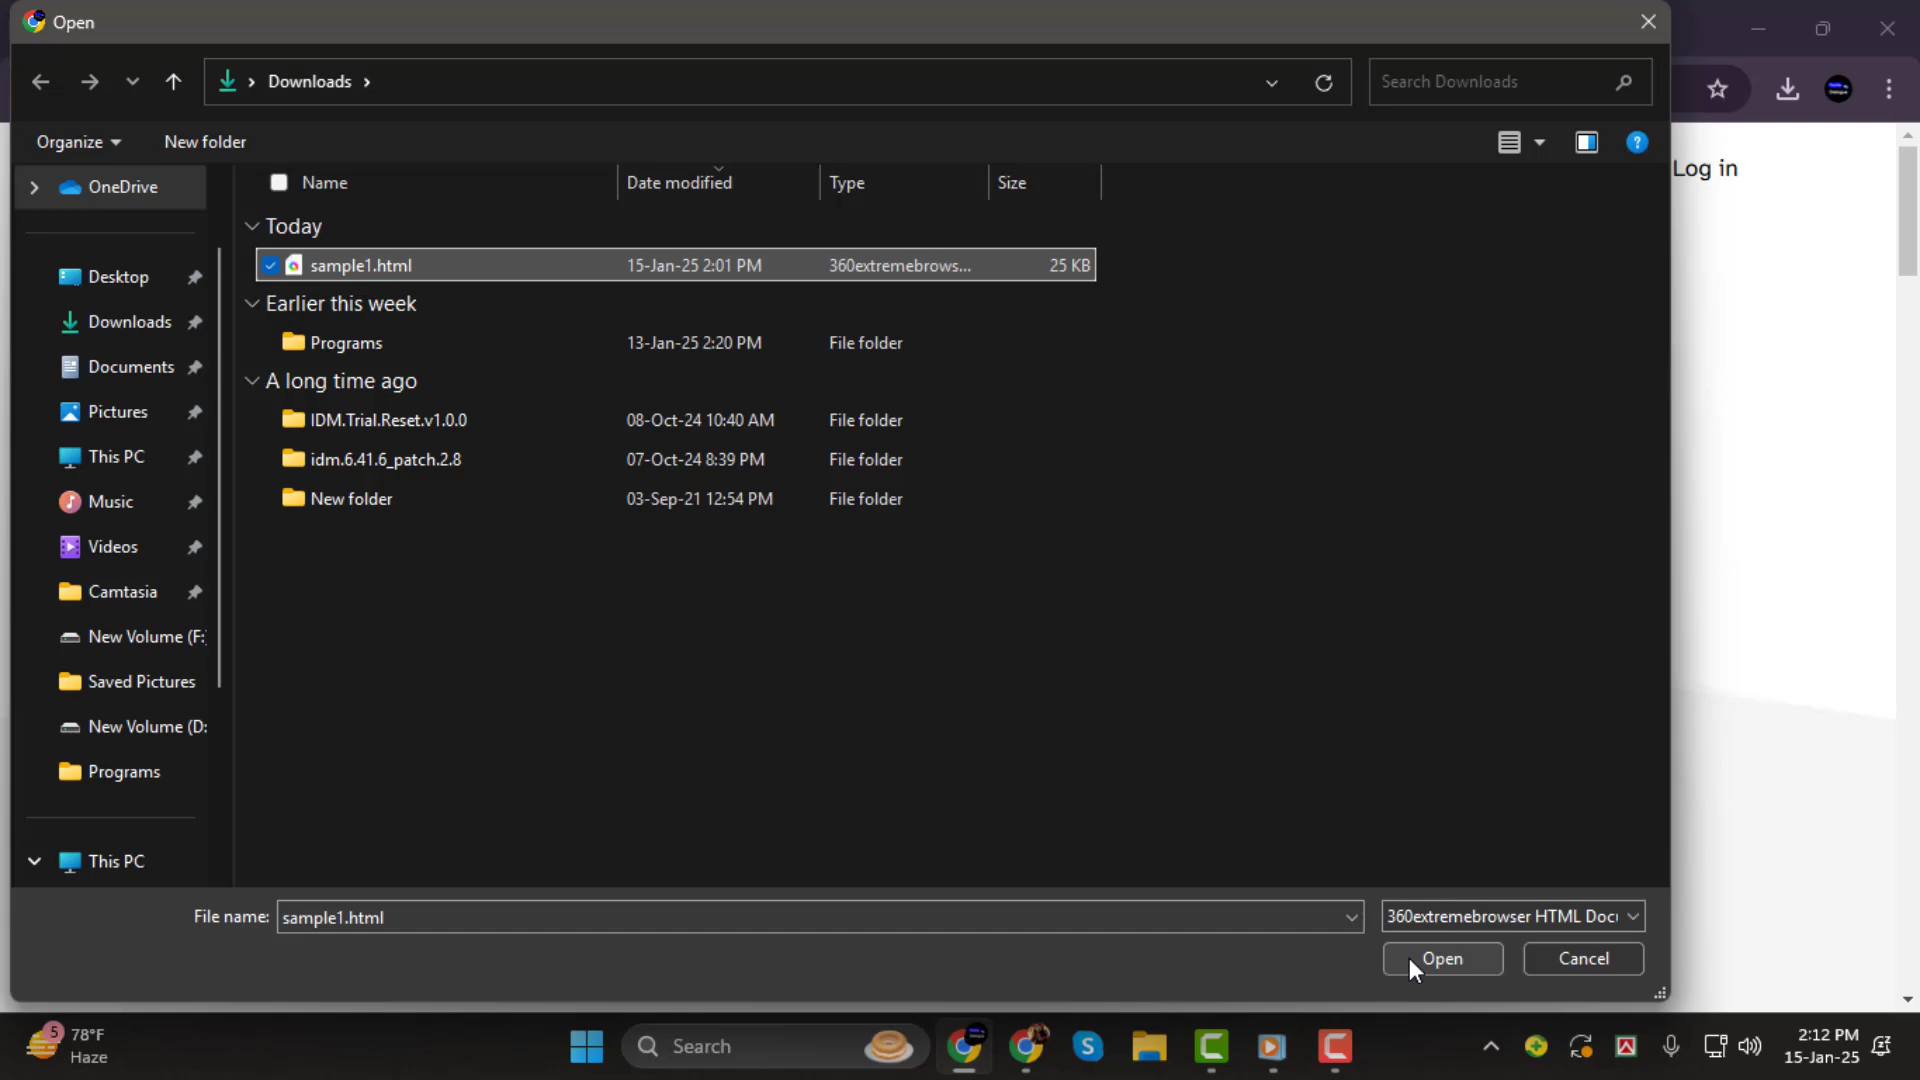 Open
Downloads
Search Downloads
Organize
New folder
Log in
OneDrive
Name
Date modified
Type
Size
Today
sample1.html
15-Jan-25 2:01 PM
360extremebrows...
25 KB
Earlier this week
Programs
13-Jan-25 2:20 PM
File folder
A long time ago
IDM.Trial.Reset.v1.0.0
08-Oct-24 10:40 AM
File folder
idm.6.41.6_patch.2.8
07-Oct-24 8:39 PM
File folder
New folder
03-Sep-21 12:54 PM
File folder
Desktop
Downloads
Documents
Pictures
This PC
Music
Videos
Camtasia
New Volume (F:
Saved Pictures
New Volume (D:
Programs
This PC
File name:
sample1.html
360extremebrowser HTML Doc
Open
Cancel
5
78°F
Haze
Search
2:12 PM
15-Jan-25